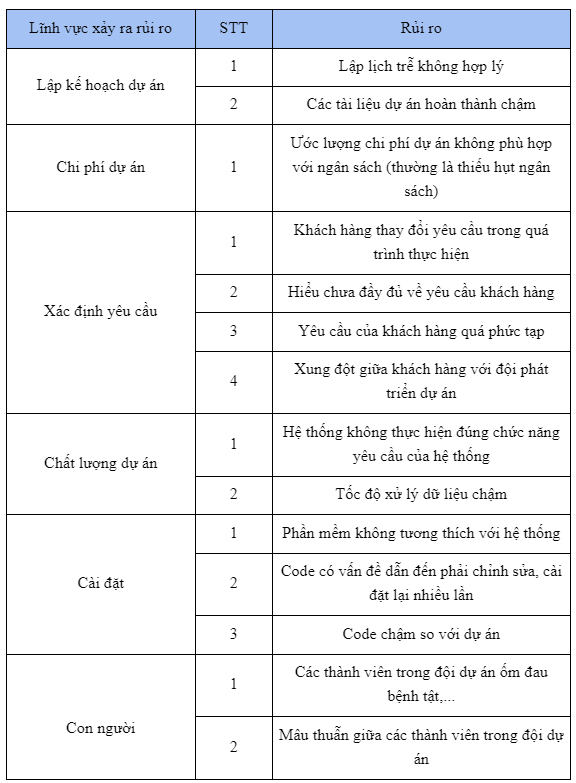 Lĩnh vực xảy ra rủi ro STT Rủi ro
Lập kế hoạch dự án
1 Lập lịch trễ không hợp lý
2 Các tài liệu dự án hoàn thành chậm
Chi phí dự án
1
Ước lượng chi phí dự án không phù hợp
với ngân sách (thường là thiếu hụt ngân
sách)
Xác định yêu cầu
1
Khách hàng thay đổi yêu cầu trong quá
trình thực hiện
2 Hiểu chưa đầy đủ về yêu cầu khách hàng
3 Yêu cầu của khách hàng quá phức tạp
4
Xung đột giữa khách hàng với đội phát
triển dự án
Chất lượng dự án
1
Hệ thống không thực hiện đúng chức năng
yêu cầu của hệ thống
2 Tốc độ xử lý dữ liệu chậm
Cài đặt
1 Phần mềm không tương thích với hệ thống
2
Code có vấn đề dẫn đến phải chỉnh sửa, cài
đặt lại nhiều lần
3 Code chậm so với dự án
Con người
1
Các thành viên trong đội dự án ốm đau
bệnh tật,...
2
Mâu thuẫn giữa các thành viên trong đội dự
án